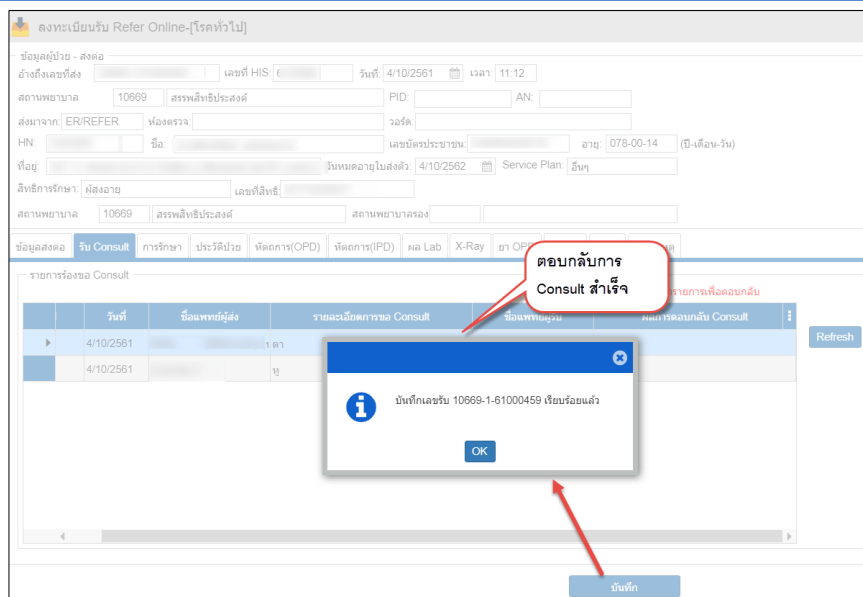 ลงทะเบียนรับ Refer Online-[โรคทั่วไป]
ข้อมูลผู้ป่วย - ส่งต่อ
อ้างถึงเลขที่ส่ง เลขที่ HIS: วันที่: 4/10/2561 เวลา: 11:12
สถานพยาบาล 10669 สรรพสิทธิประสงค์ PID: AN:
ส่งมาจาก: ER/REFER ห้องตรวจ: วอร์ด:
HN: ชื่อ: เลขบัตรประชาชน: อายุ: 078-00-14 (ปี-เดือน-วัน)
ที่อยู่: วันหมดอายุใบส่งตัว: 4/10/2562 Service Plan: อื่นๆ
สิทธิการรักษา: ผู้สูงอายุ เลขที่สิทธิ:
สถานพยาบาล 10669 สรรพสิทธิประสงค์ สถานพยาบาลรอง
ข้อมูลส่งต่อ รับ Consult การรักษา ประวัติป่วย หัตถการ(OPD) หัตถการ(IPD) ผล Lab X-Ray ยา OPD
ตอบกลับการ
Consult สำเร็จ
รายการร้องขอ Consult
รายการเพื่อตอบกลับ
วันที่ ชื่อแพทย์ผู้ส่ง รายละเอียดการขอ Consult ชื่อแพทย์ผู้รับ ผลการตอบกลับ Consult
4/10/2561 ตา
4/10/2561 หู
Refresh
บันทึกเลขรับ 10669-1-61000459 เรียบร้อยแล้ว
OK
บันทึก